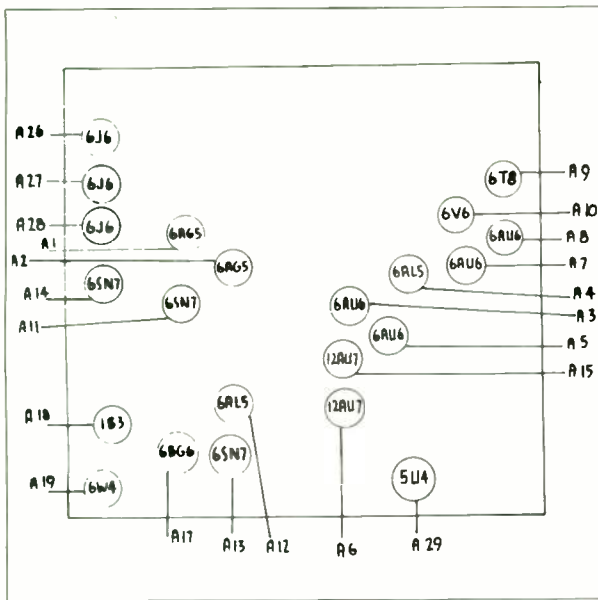 A26 6J6
6T8 A9
A27 6J6
6V6 A10
A28 6J6
6AU6 A8
A1 6AG5
A2 6AG5
6AU6 A7
6AL5 A4
A14 6SN7
6AU6 A3
A11 6SN7
6AU6 A5
12AU7 A15
6AL5
12AU7
A18 1B3
6BG6 6SN7
5U4
A19 6W4
A17 A13 A12 A6 A29